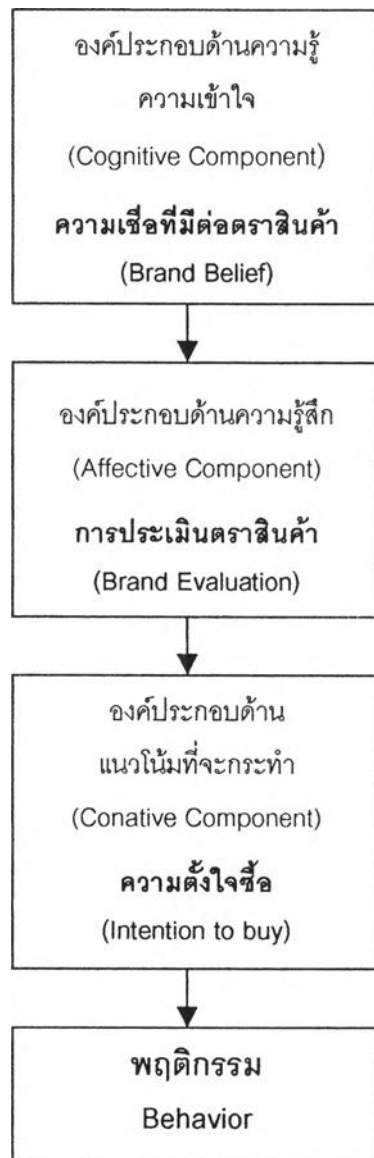 องค์ประกอบด้านความรู้
ความเข้าใจ
(Cognitive Component)
ความเชื่อที่มีต่อตราสินค้า
(Brand Belief)
องค์ประกอบด้านความรู้สึก
(Affective Component)
การประเมินตราสินค้า
(Brand Evaluation)
องค์ประกอบด้าน
แนวโน้มที่จะกระทำ
(Conative Component)
ความตั้งใจซื้อ
(Intention to buy)
พฤติกรรม
Behavior